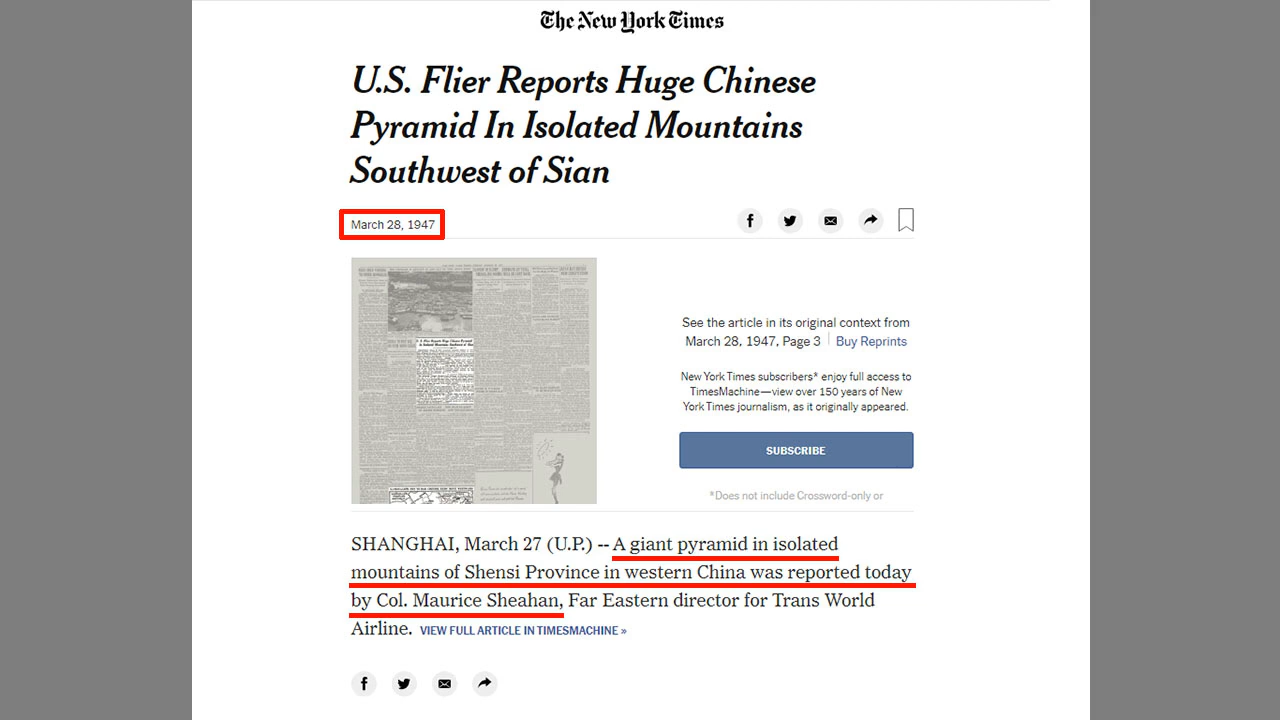 The New York Times
U.S. Flier Reports Huge Chinese
Pyramid In Isolated Mountains
Southwest of Sian
March 28, 1947
See the article in its original context from
March 28, 1947, Page 3 | Buy Reprints
New York Times subscribers* enjoy full access to
TimesMachine—view over 150 years of New
York Times journalism, as it originally appeared.
SUBSCRIBE
*Does not include Crossword-only or
SHANGHAI, March 27 (U.P.) -- A giant pyramid in isolated
mountains of Shensi Province in western China was reported today
by Col. Maurice Sheahan, Far Eastern director for Trans World
Airline. VIEW FULL ARTICLE IN TIMESMACHINE »